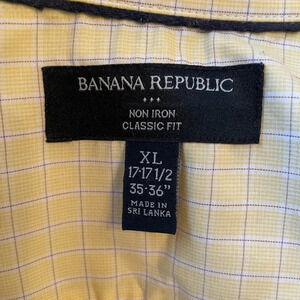 BANANA REPUBLIC
NON IRON
CLASSIC FIT
XL
17-17 1/2
35-36"
MADE IN
SRI LANKA